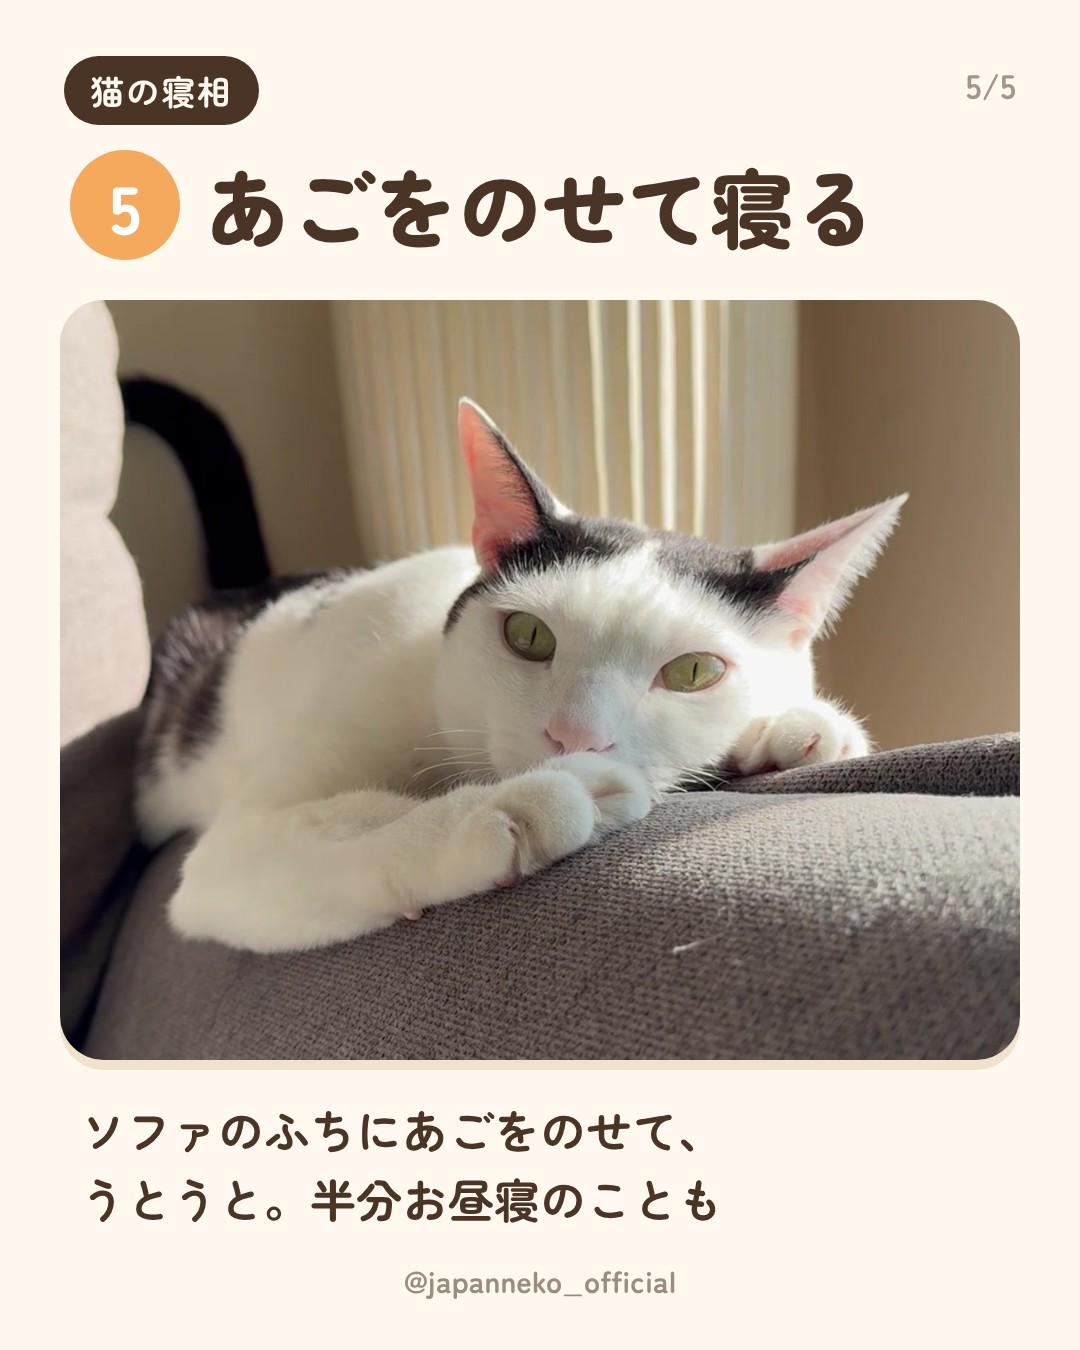 猫の寝相
5/5
5 あごをのせて寝る
ソファのふちにあごをのせて、
うとうと。半分お昼寝のことも
@japanneko_official